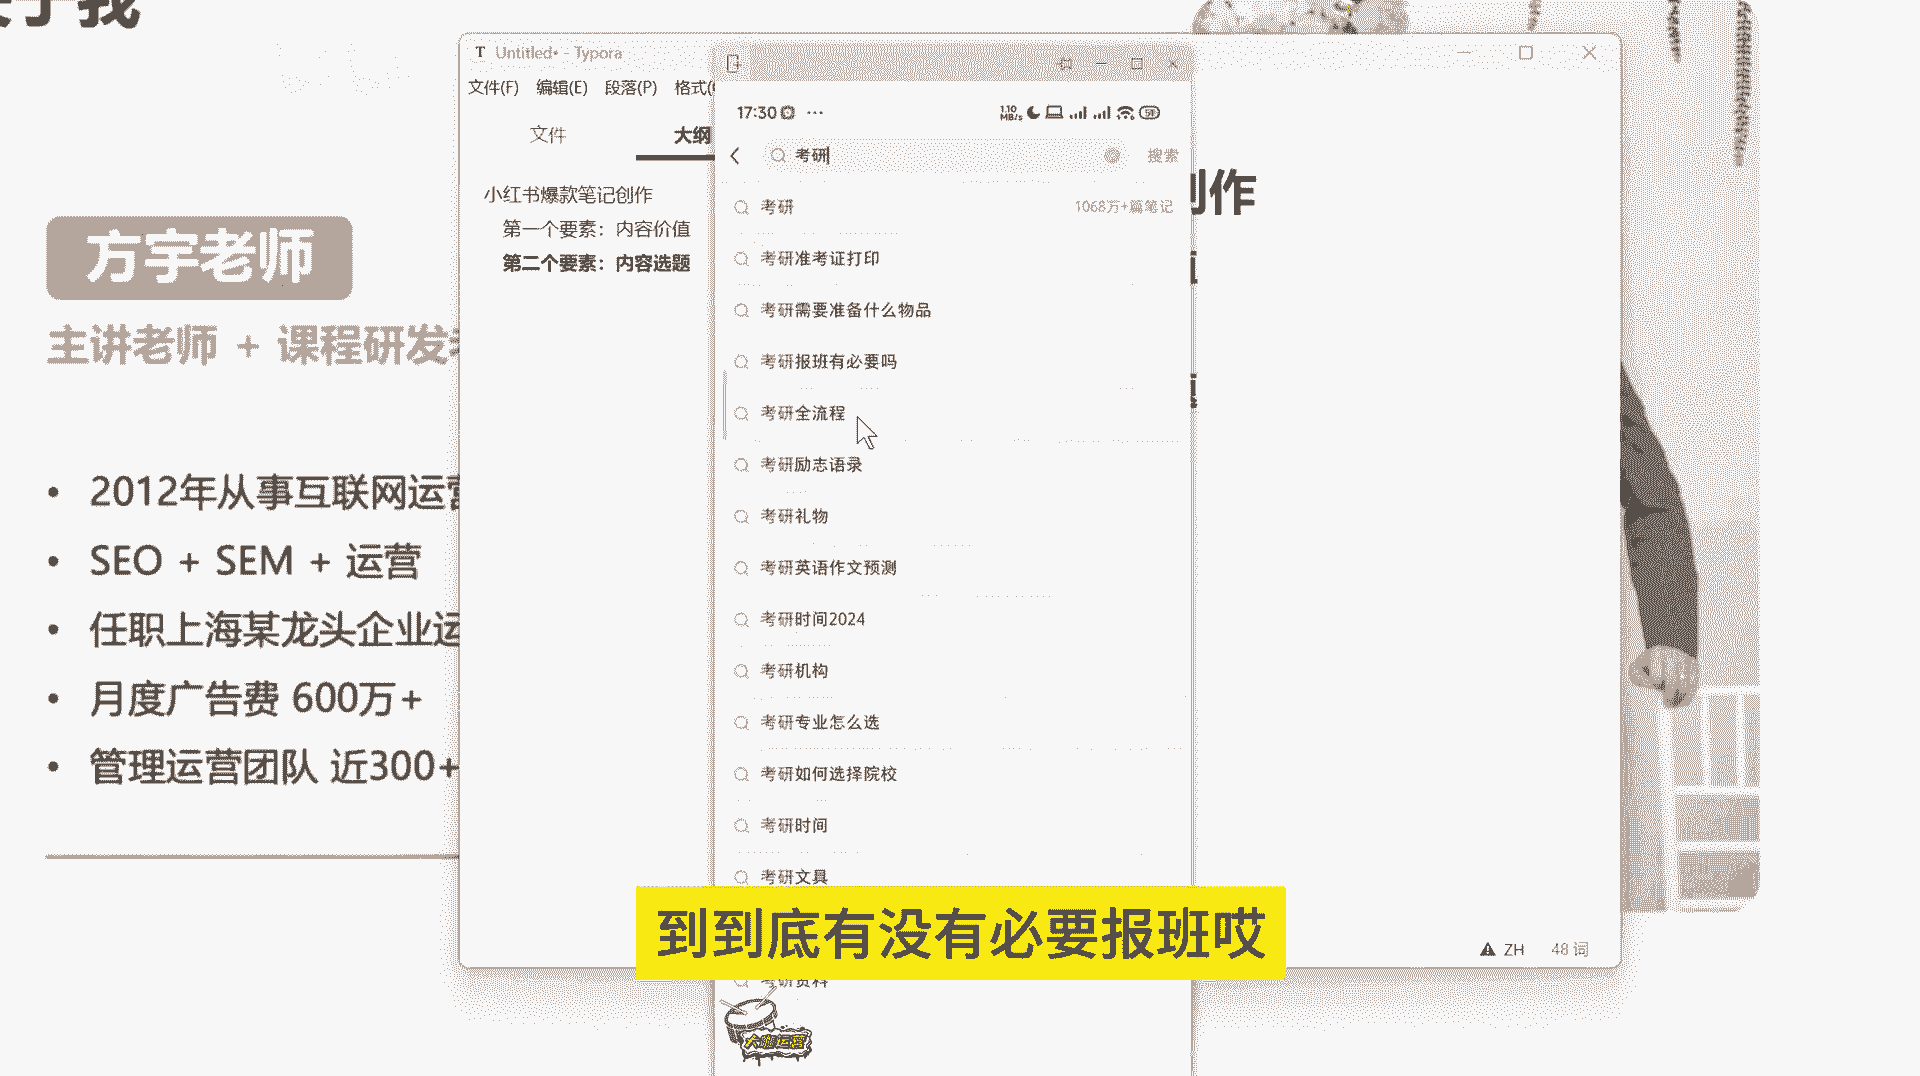 我
方宇老师
主讲老师 + 课程研发
2012年从事互联网运营
SEO + SEM + 运营
任职上海某龙头企业运
月度广告费 600万+
管理运营团队 近300+
Untitled• - Typora
文件(F) 编辑(E) 段落(P) 格式(
文件 大纲
小红书爆款笔记创作
第一个要素：内容价值
第二个要素：内容选题
创作
17:30 ···
1.10 MB/s
考研 搜索
考研 1068万+篇笔记
考研准考证打印
考研需要准备什么物品
考研报班有必要吗
考研全流程
考研励志语录
考研礼物
考研英语作文预测
考研时间2024
考研机构
考研专业怎么选
考研如何选择院校
考研时间
考研文具
到到底有没有必要报班哎
考研资料
ZH 48 词